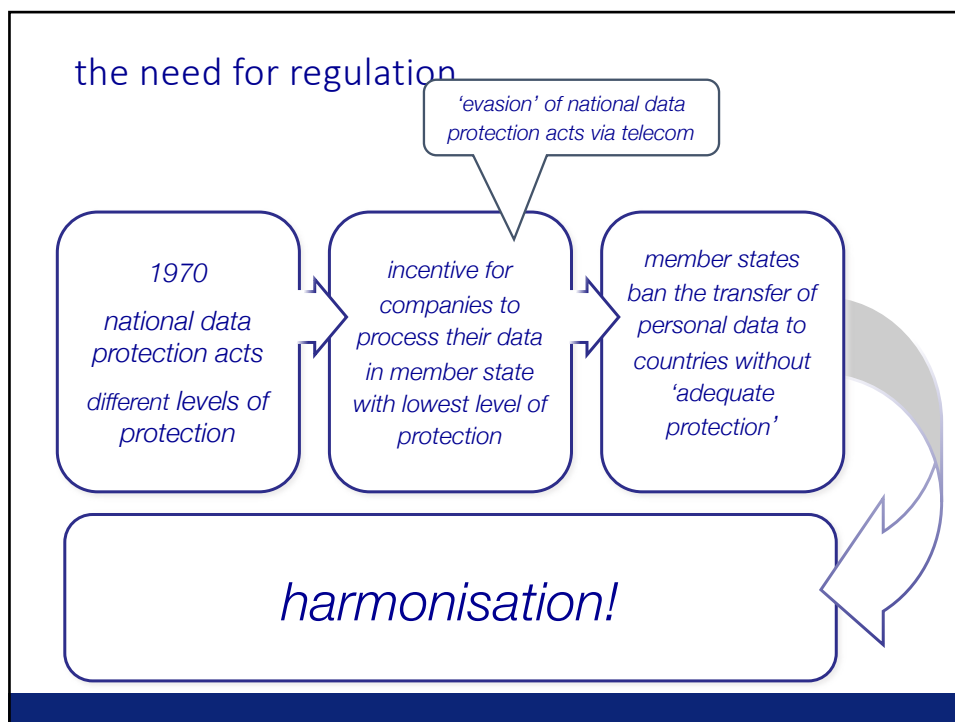 the need for regulation
‘evasion’ of national data
protection acts via telecom
1970
national data
protection acts
different levels of
protection
incentive for
companies to
process their data
in member state
with lowest level of
protection
member states
ban the transfer of
personal data to
countries without
‘adequate
protection’
harmonisation!